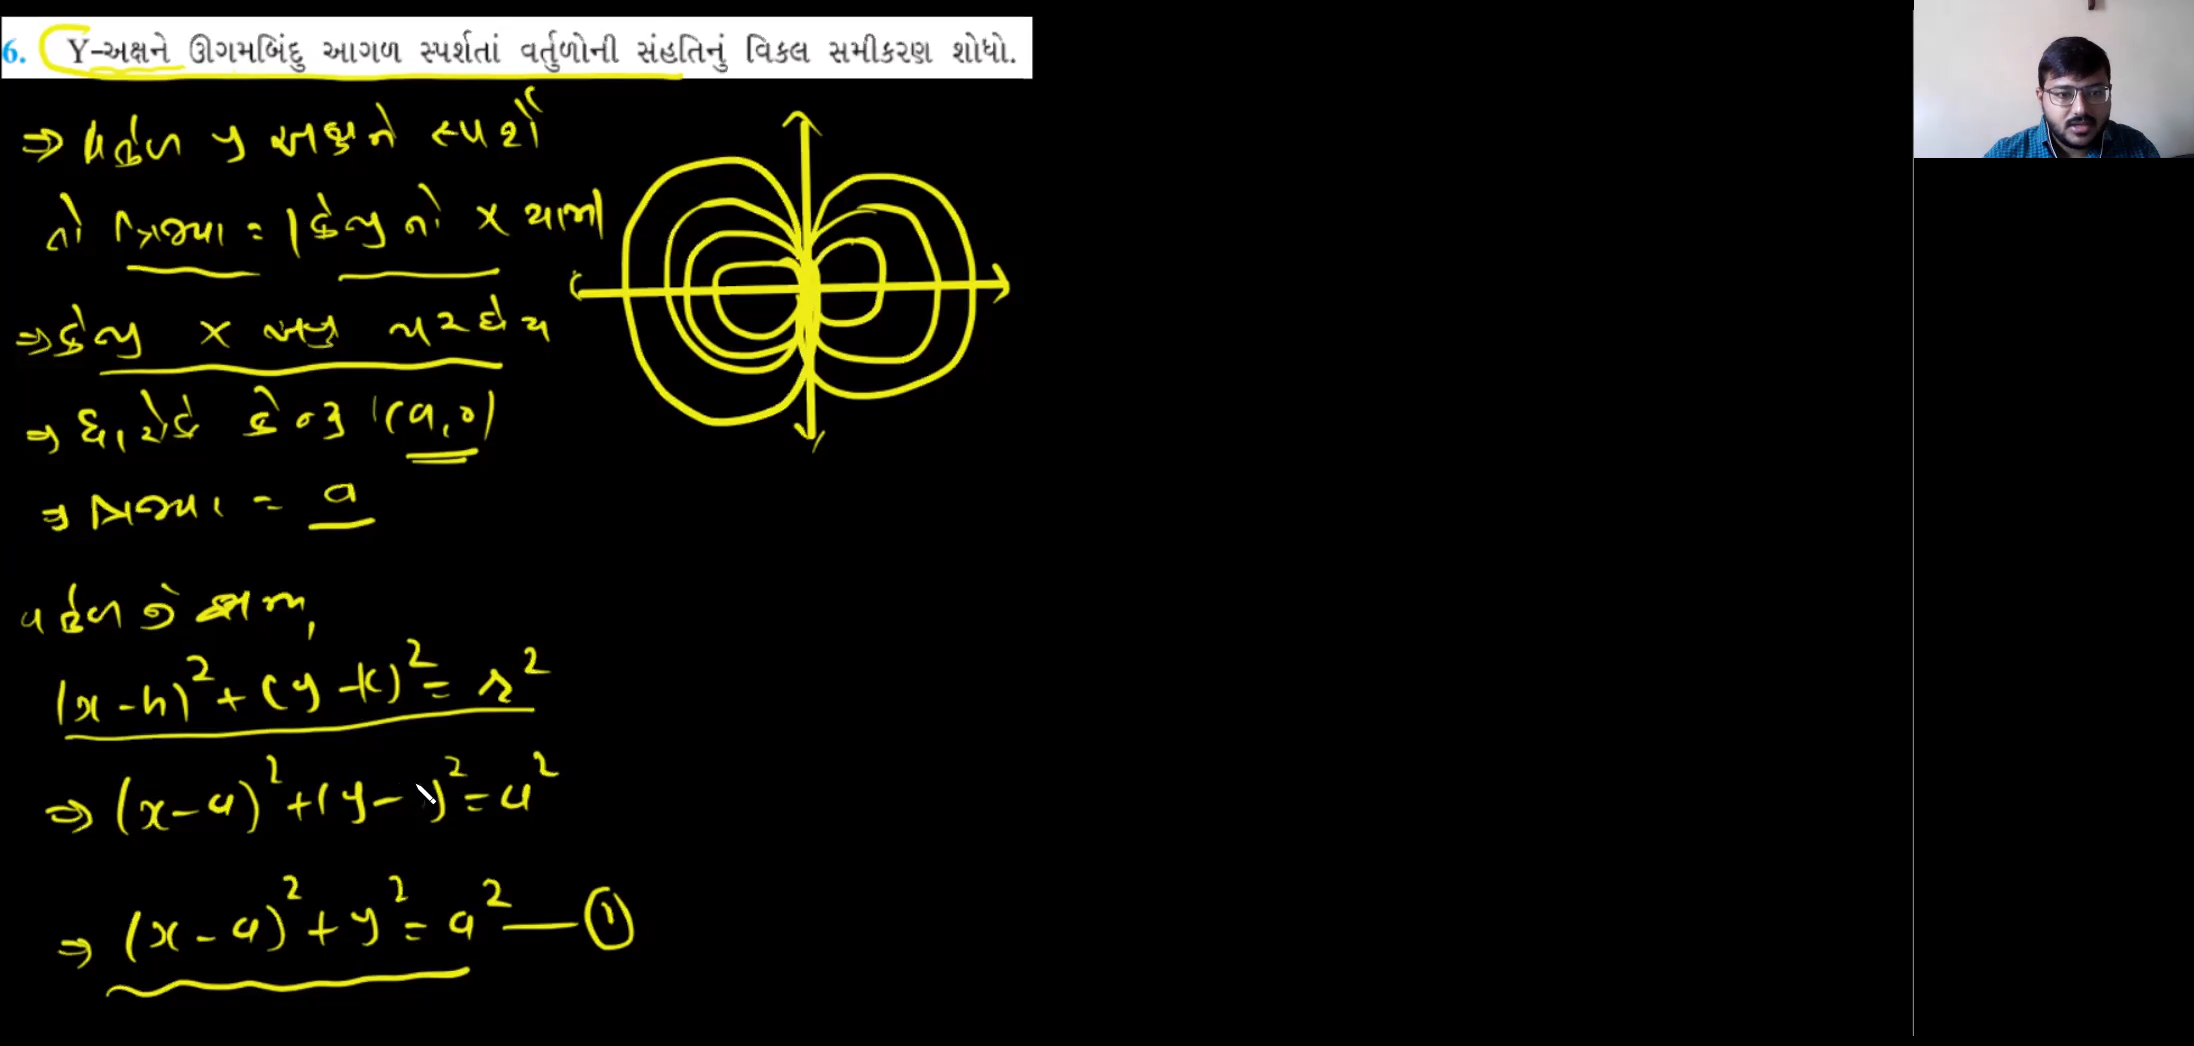 6. Y-અક્ષને ઊગમબિંદુ આગળ સ્પર્શતાં વર્તુળોની સંહતિનું વિકલ સમીકરણ શોધો.
⇒ વર્તુળ y અક્ષને સ્પર્શે
તો ત્રિજ્યા = |કેન્દ્રનો x યામ|
⇒ કેન્દ્ર x અક્ષ પર હોય
⇒ ધારોકે કેન્દ્ર (a, 0)
⇒ ત્રિજ્યા = a
વર્તુળનું
(x-h)² + (y-k)² = r²
⇒ (x-a)² + (y- )² = a²
⇒ (x-a)² + y² = a² — ①